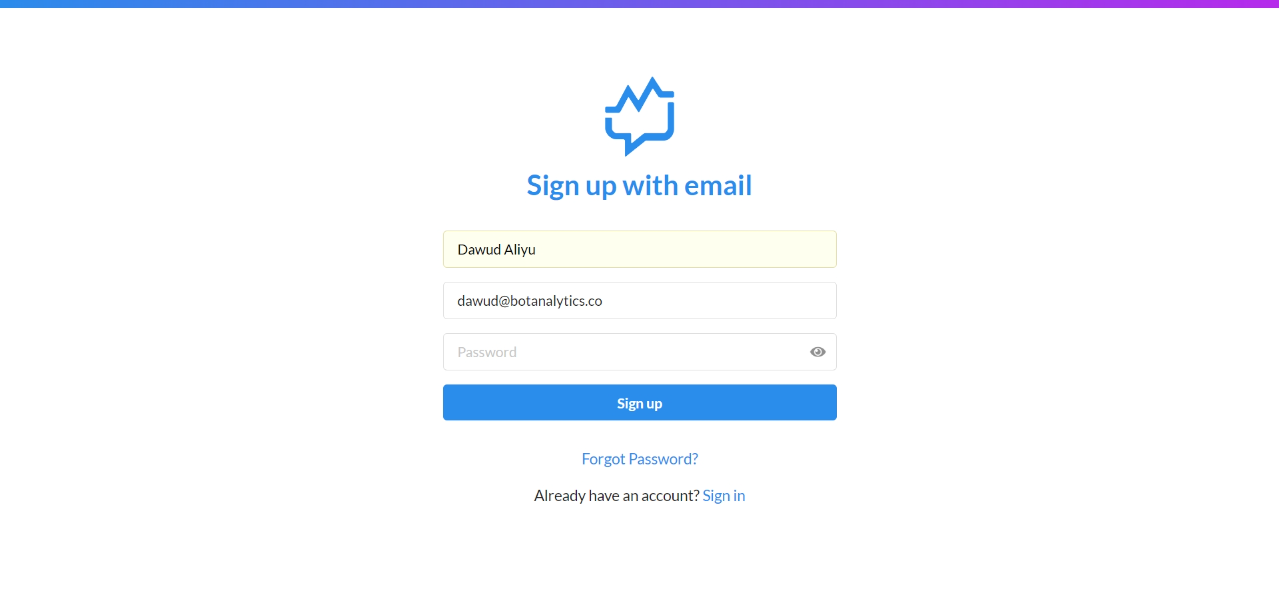 Sign up with email
Dawud Aliyu
dawud@botanalytics.co
Password
Sign up
Forgot Password?
Already have an account? Sign in